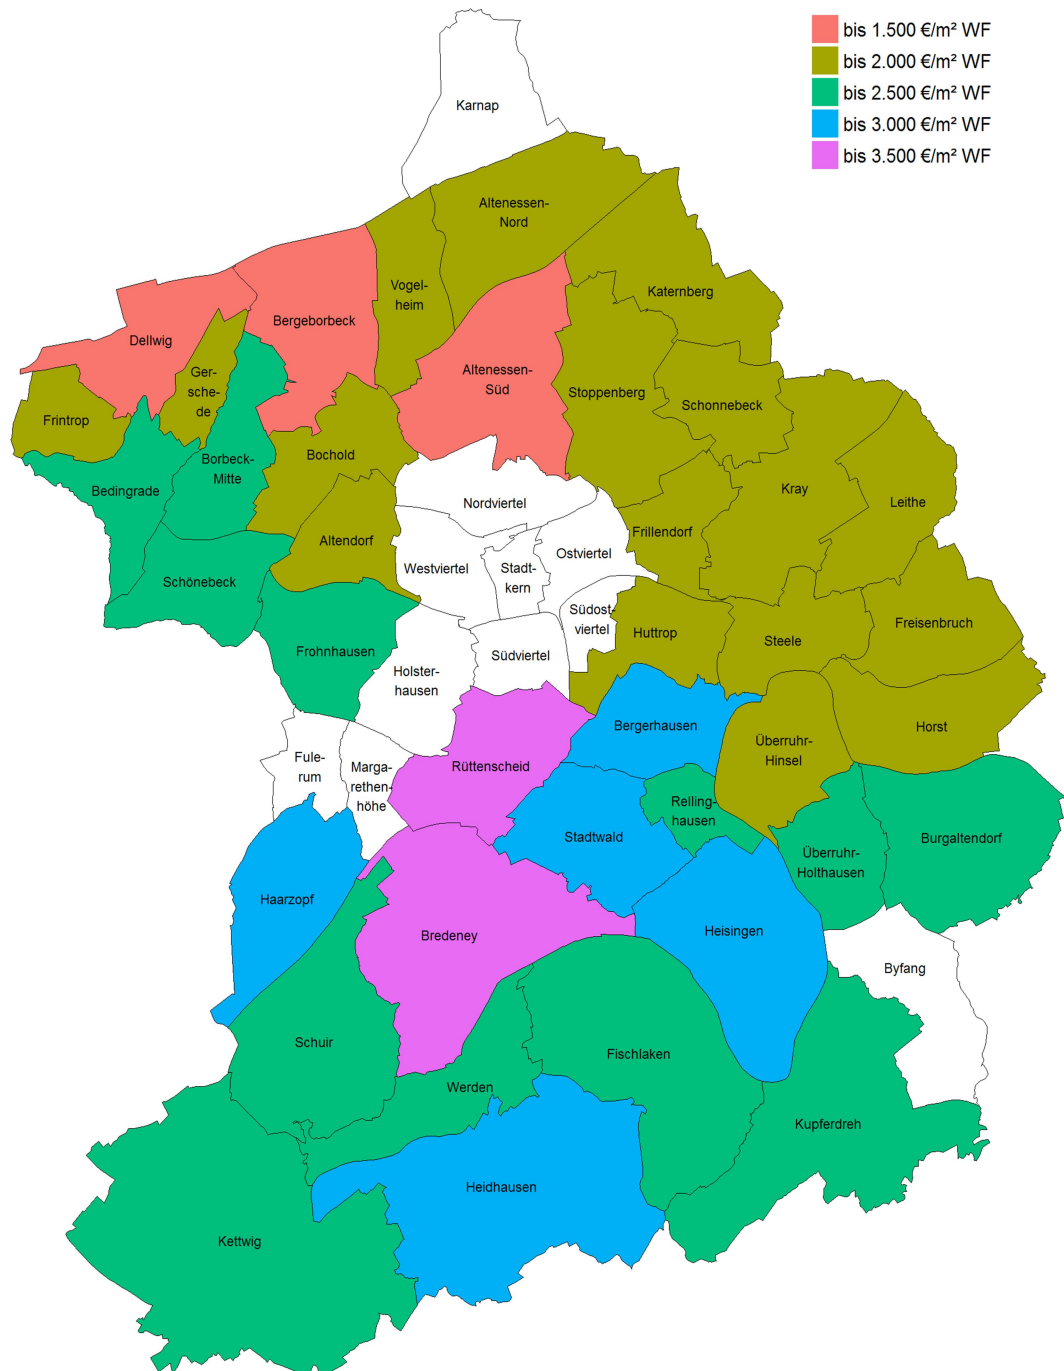 bis 1.500 €/m² WF
bis 2.000 €/m² WF
bis 2.500 €/m² WF
bis 3.000 €/m² WF
bis 3.500 €/m² WF
Karnap
Altenessen-
Nord
Vogel-
heim
Katernberg
Bergeborbeck
Dellwig
Altenessen-
Süd
Ger-
sche-
de
Stoppenberg
Schonnebeck
Frintrop
Borbeck-
Mitte
Bochold
Bedingrade
Kray
Leithe
Nordviertel
Frillendorf
Altendorf
Ostviertel
Westviertel
Stadt-
kern
Schönebeck
Südost-
viertel
Huttrop
Steele
Freisenbruch
Frohnhausen
Südviertel
Holster-
hausen
Bergerhausen
Horst
Überruhr-
Hinsel
Fule-
rum
Marga-
rethen-
höhe
Rüttenscheid
Relling-
hausen
Stadtwald
Burgaltendorf
Überruhr-
Holthausen
Haarzopf
Bredeney
Heisingen
Byfang
Schuir
Fischlaken
Werden
Kupferdreh
Heidhausen
Kettwig